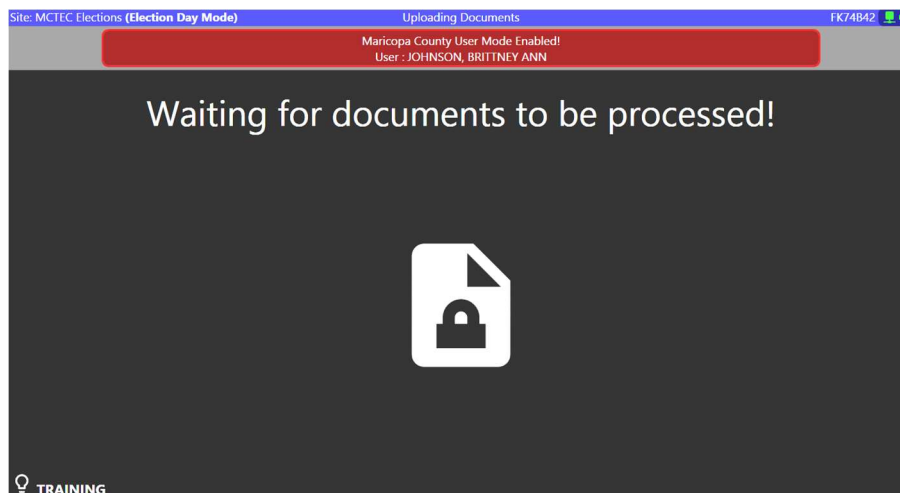 Site: MCTEC Elections (Election Day Mode) Uploading Documents FK74B42
Maricopa County User Mode Enabled!
User : JOHNSON, BRITTNEY ANN
Waiting for documents to be processed!
TRAINING